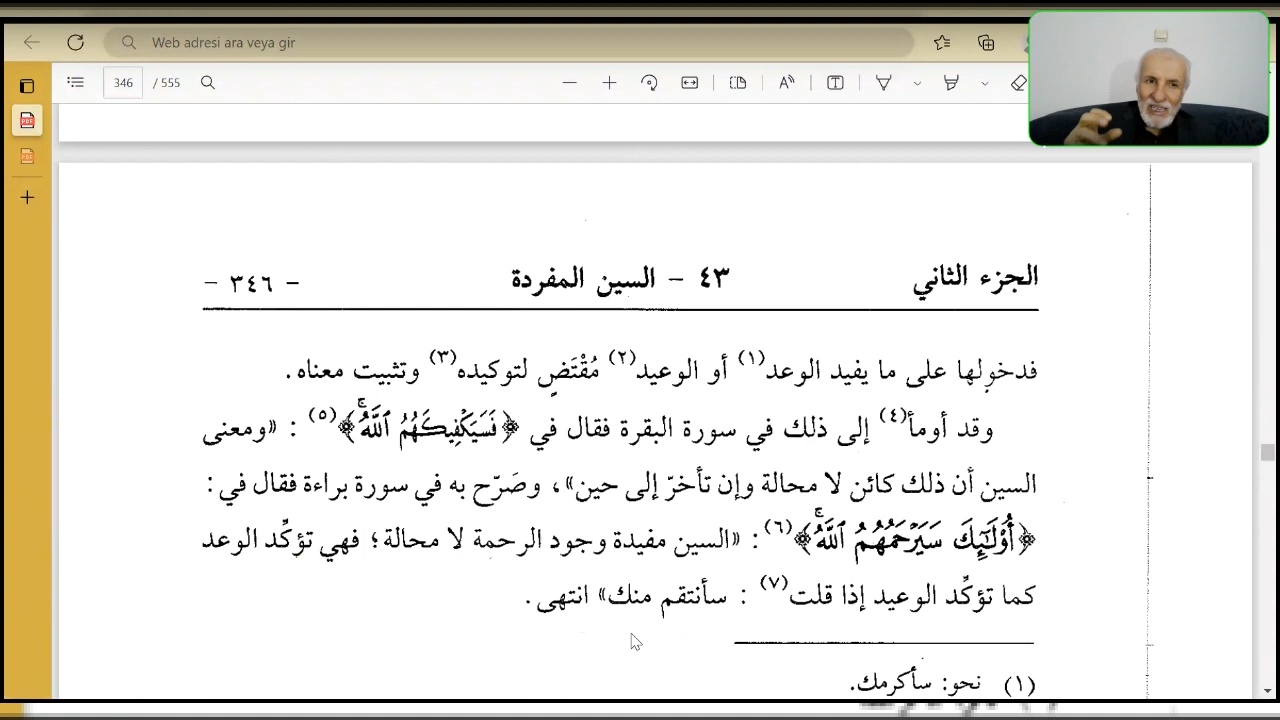 Web adresi ara veya gir
346 / 555
الجزء الثاني ٤٣ - السين المفردة - ٣٤٦ -
فدخولها على ما يفيد الوعد(١) أو الوعيد(٢) مُقْتَضٍ لتوكيده(٣) وتثبيت معناه.
وقد أومأ(٤) إلى ذلك في سورة البقرة فقال في ﴿فَسَيَكْفِيكَهُمُ ٱللَّهُۚ﴾(٥) : «ومعنى
السين أن ذلك كائن لا محالة وإن تأخرّ إلى حين»، وصَرّح به في سورة براءة فقال في :
﴿أُو۟لَٰٓئِكَ سَيَرْحَمُهُمُ ٱللَّهُۚ﴾(٦) : «السين مفيدة وجود الرحمة لا محالة؛ فهي تؤكِّد الوعد
كما تؤكِّد الوعيد إذا قلت(٧) : سأنتقم منك» انتهى .
(١) نحو: سأكرمك.